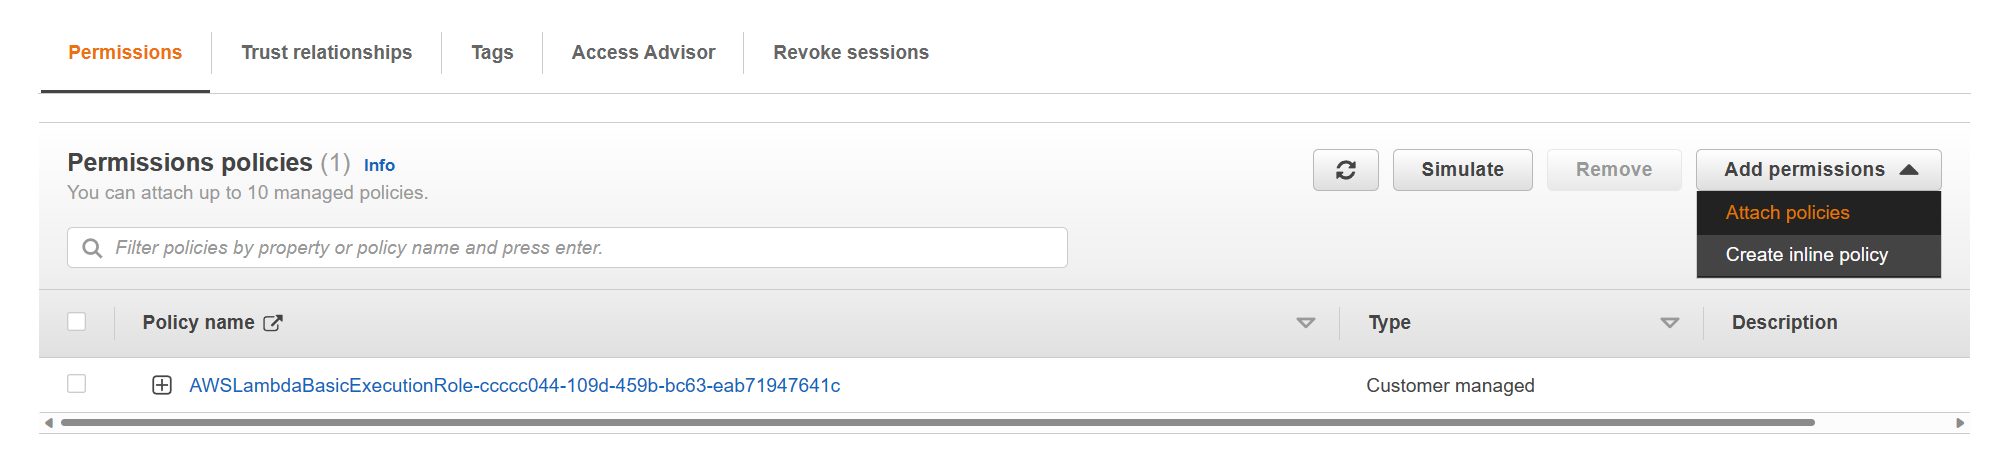 Permissions
Trust relationships
Tags
Access Advisor
Revoke sessions
Permissions policies (1) Info
You can attach up to 10 managed policies.
Simulate
Remove
Add permissions
Attach policies
Create inline policy
Filter policies by property or policy name and press enter.
Policy name
Type
Description
AWSLambdaBasicExecutionRole-ccccc044-109d-459b-bc63-eab71947641c
Customer managed